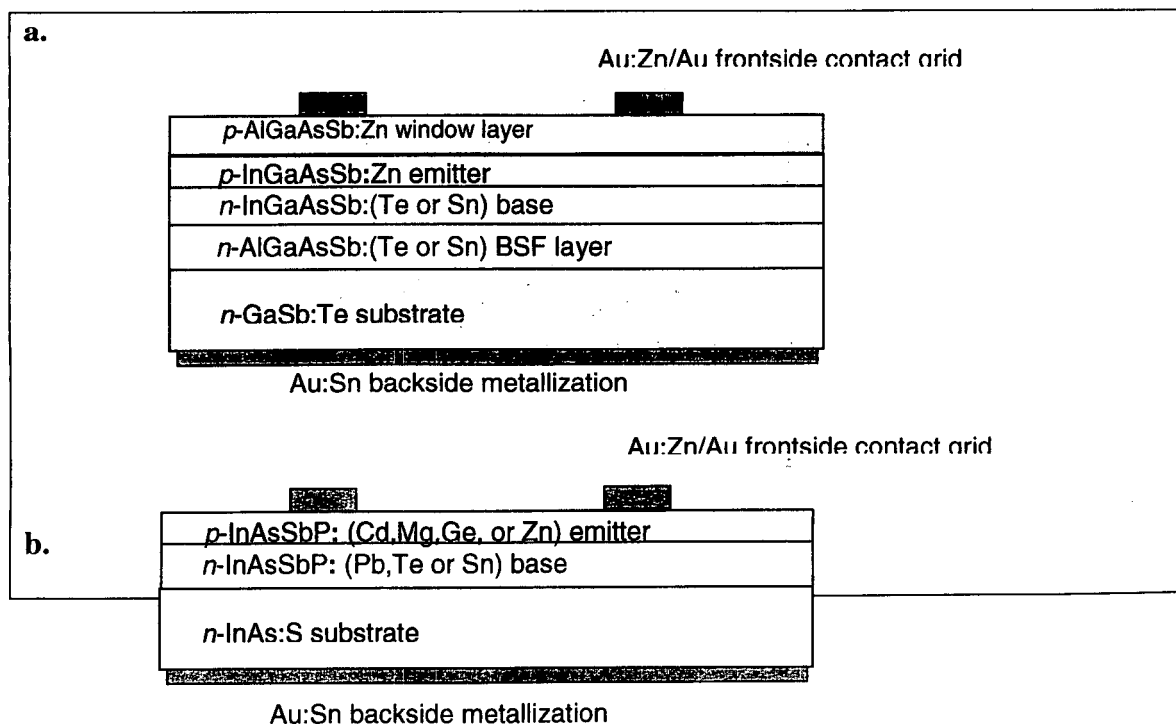 a.
Au:Zn/Au frontside contact grid
p-AlGaAsSb:Zn window layer
p-InGaAsSb:Zn emitter
n-InGaAsSb:(Te or Sn) base
n-AlGaAsSb:(Te or Sn) BSF layer
n-GaSb:Te substrate
Au:Sn backside metallization
Au:Zn/Au frontside contact grid
b.
p-InAsSbP: (Cd,Mg,Ge, or Zn) emitter
n-InAsSbP: (Pb,Te or Sn) base
n-InAs:S substrate
Au:Sn backside metallization